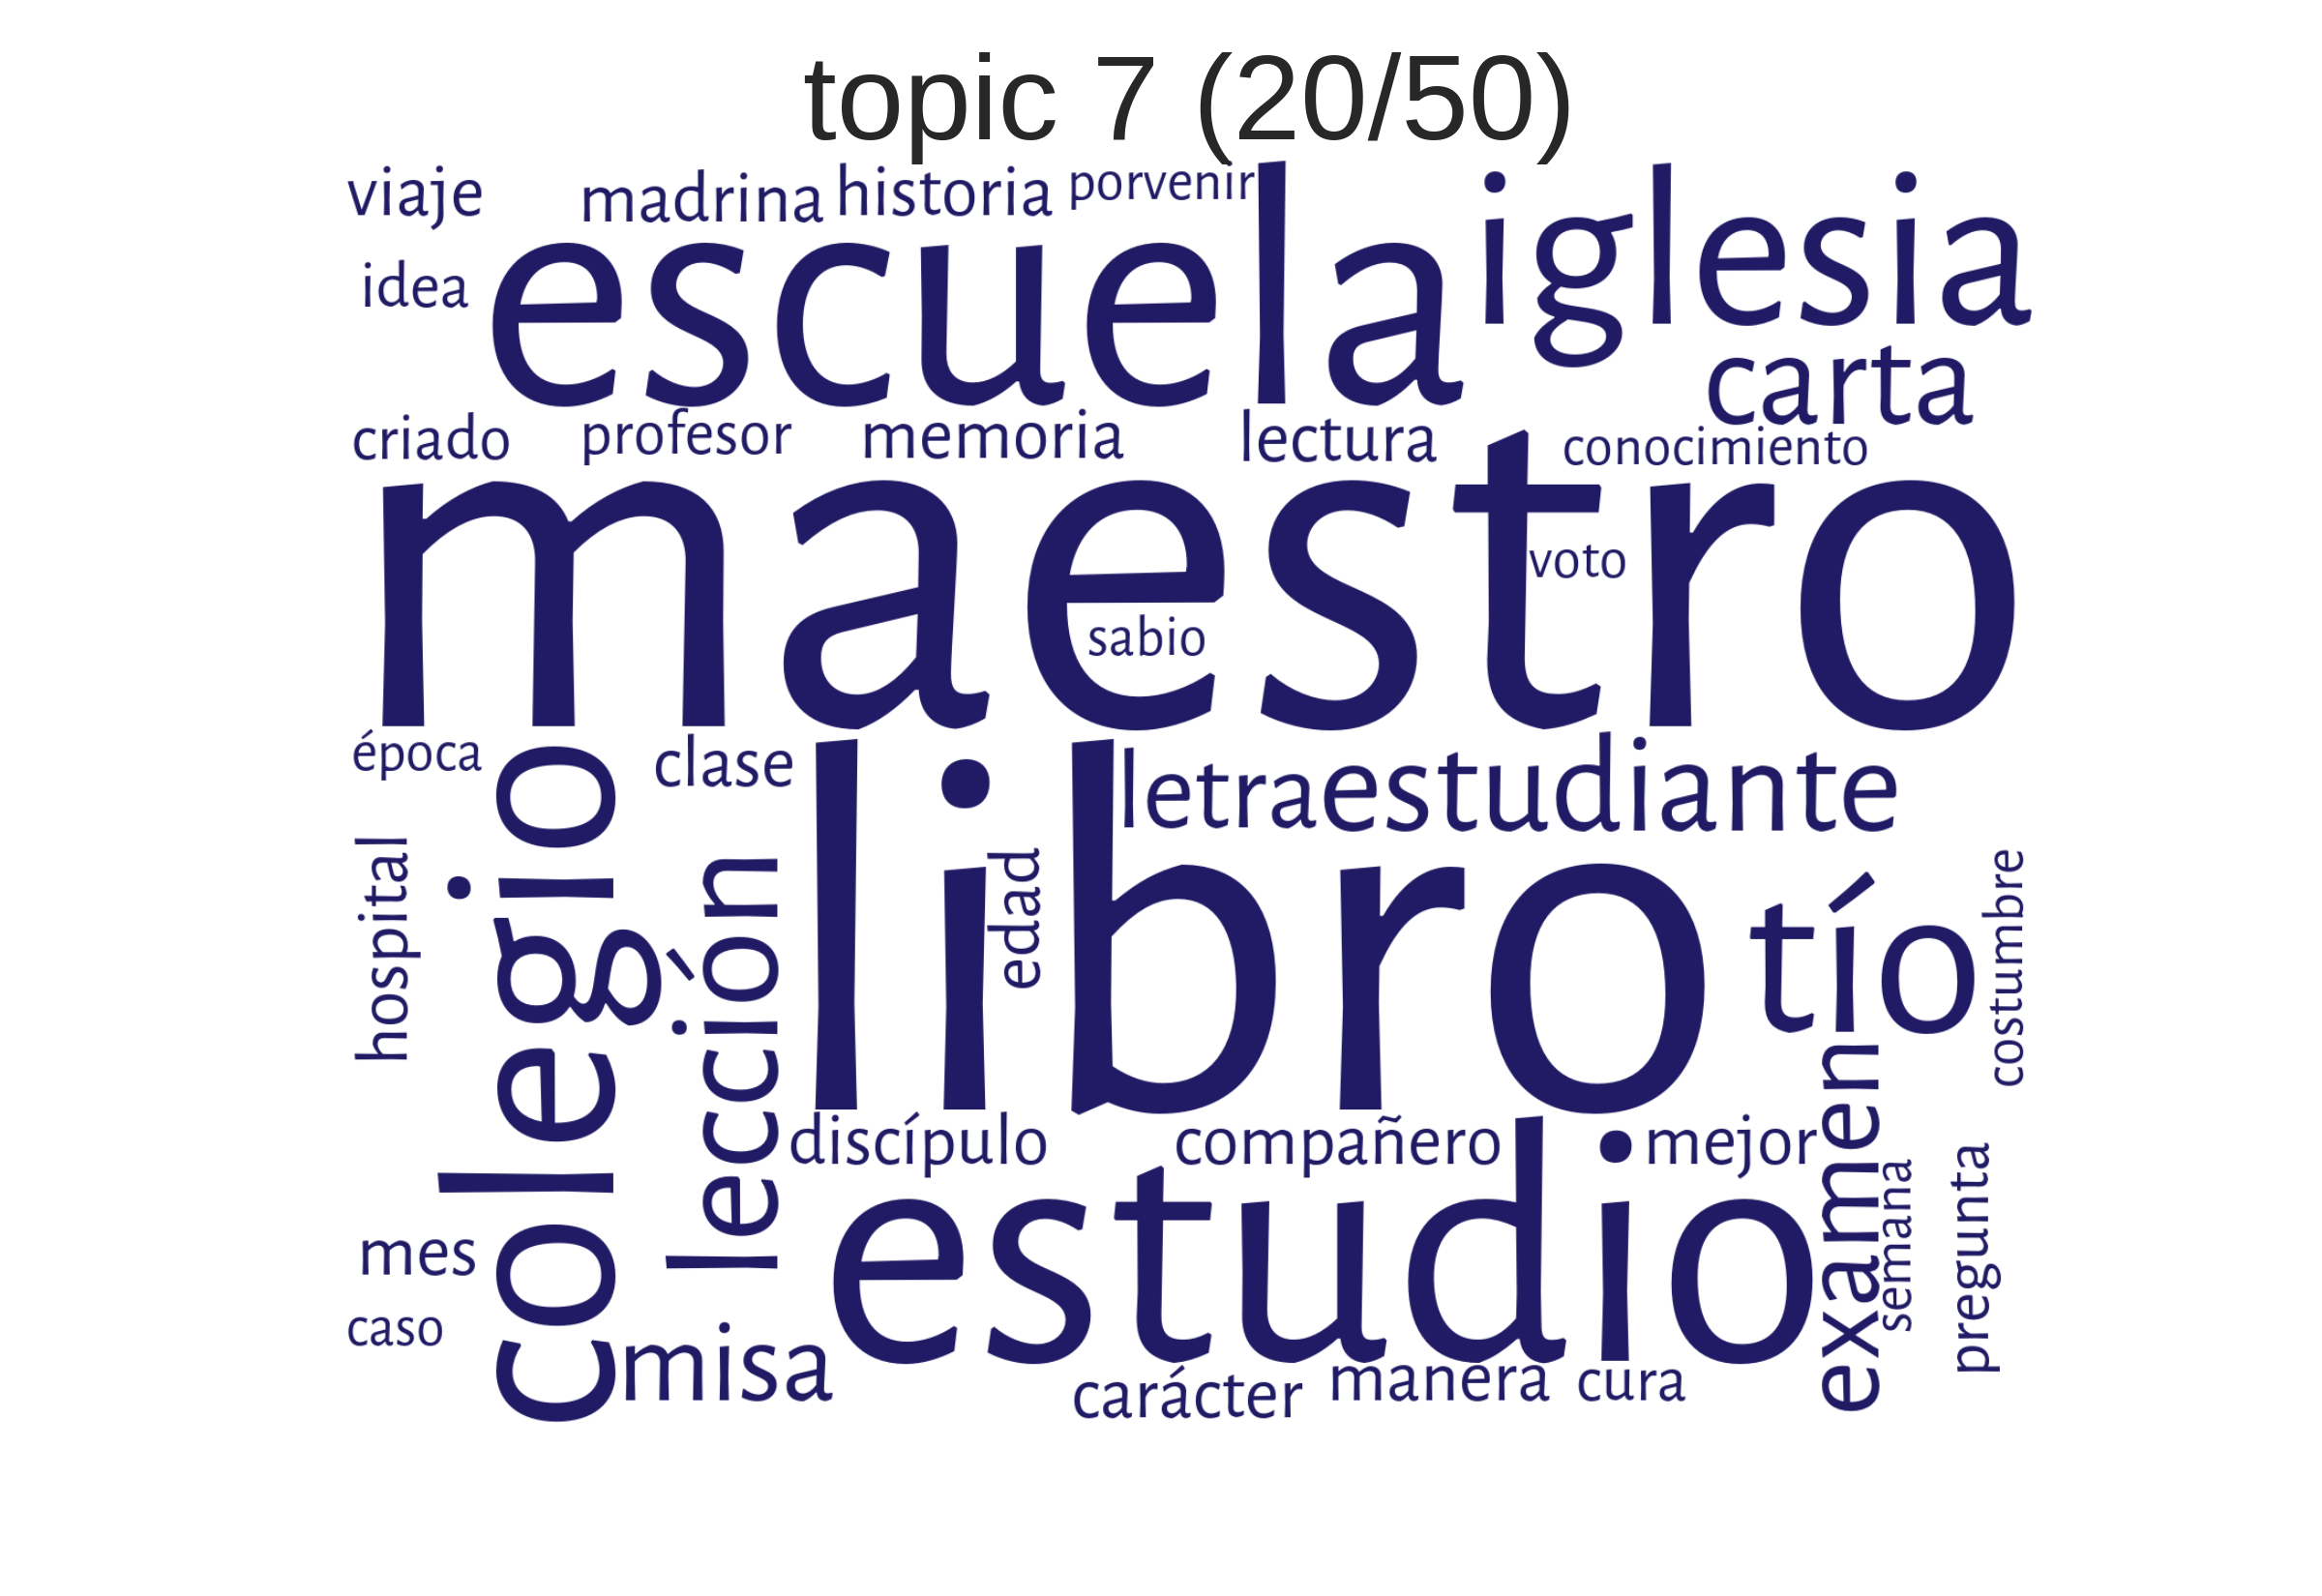 topic 7 (20/50)
viaje madrina historia porvenir
idea escuela iglesia
carta
criado profesor memoria lectura conocimiento
maestro
voto
sabio
época clase letra estudiante
colegio
hospital
lección
libro
edad
tío
costumbre
discípulo compañero mejor
examen
semana
pregunta
mes
estudio
caso
misa
carácter manera cura